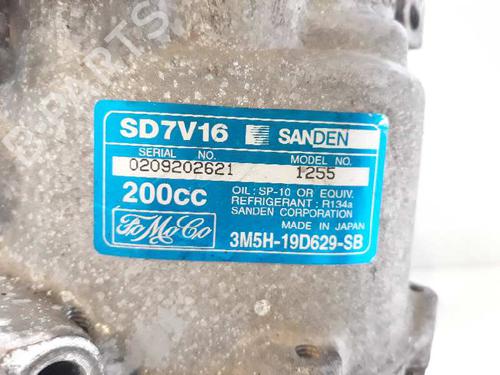 SD7V16 SANDEN
SERIAL NO. MODEL NO.
0209202621 1255
200cc OIL : SP-10 OR EQUIV.
REFRIGERANT : R134a
SANDEN CORPORATION
MADE IN JAPAN
FoMoCo 3M5H-19D629-SB
B-PARTS